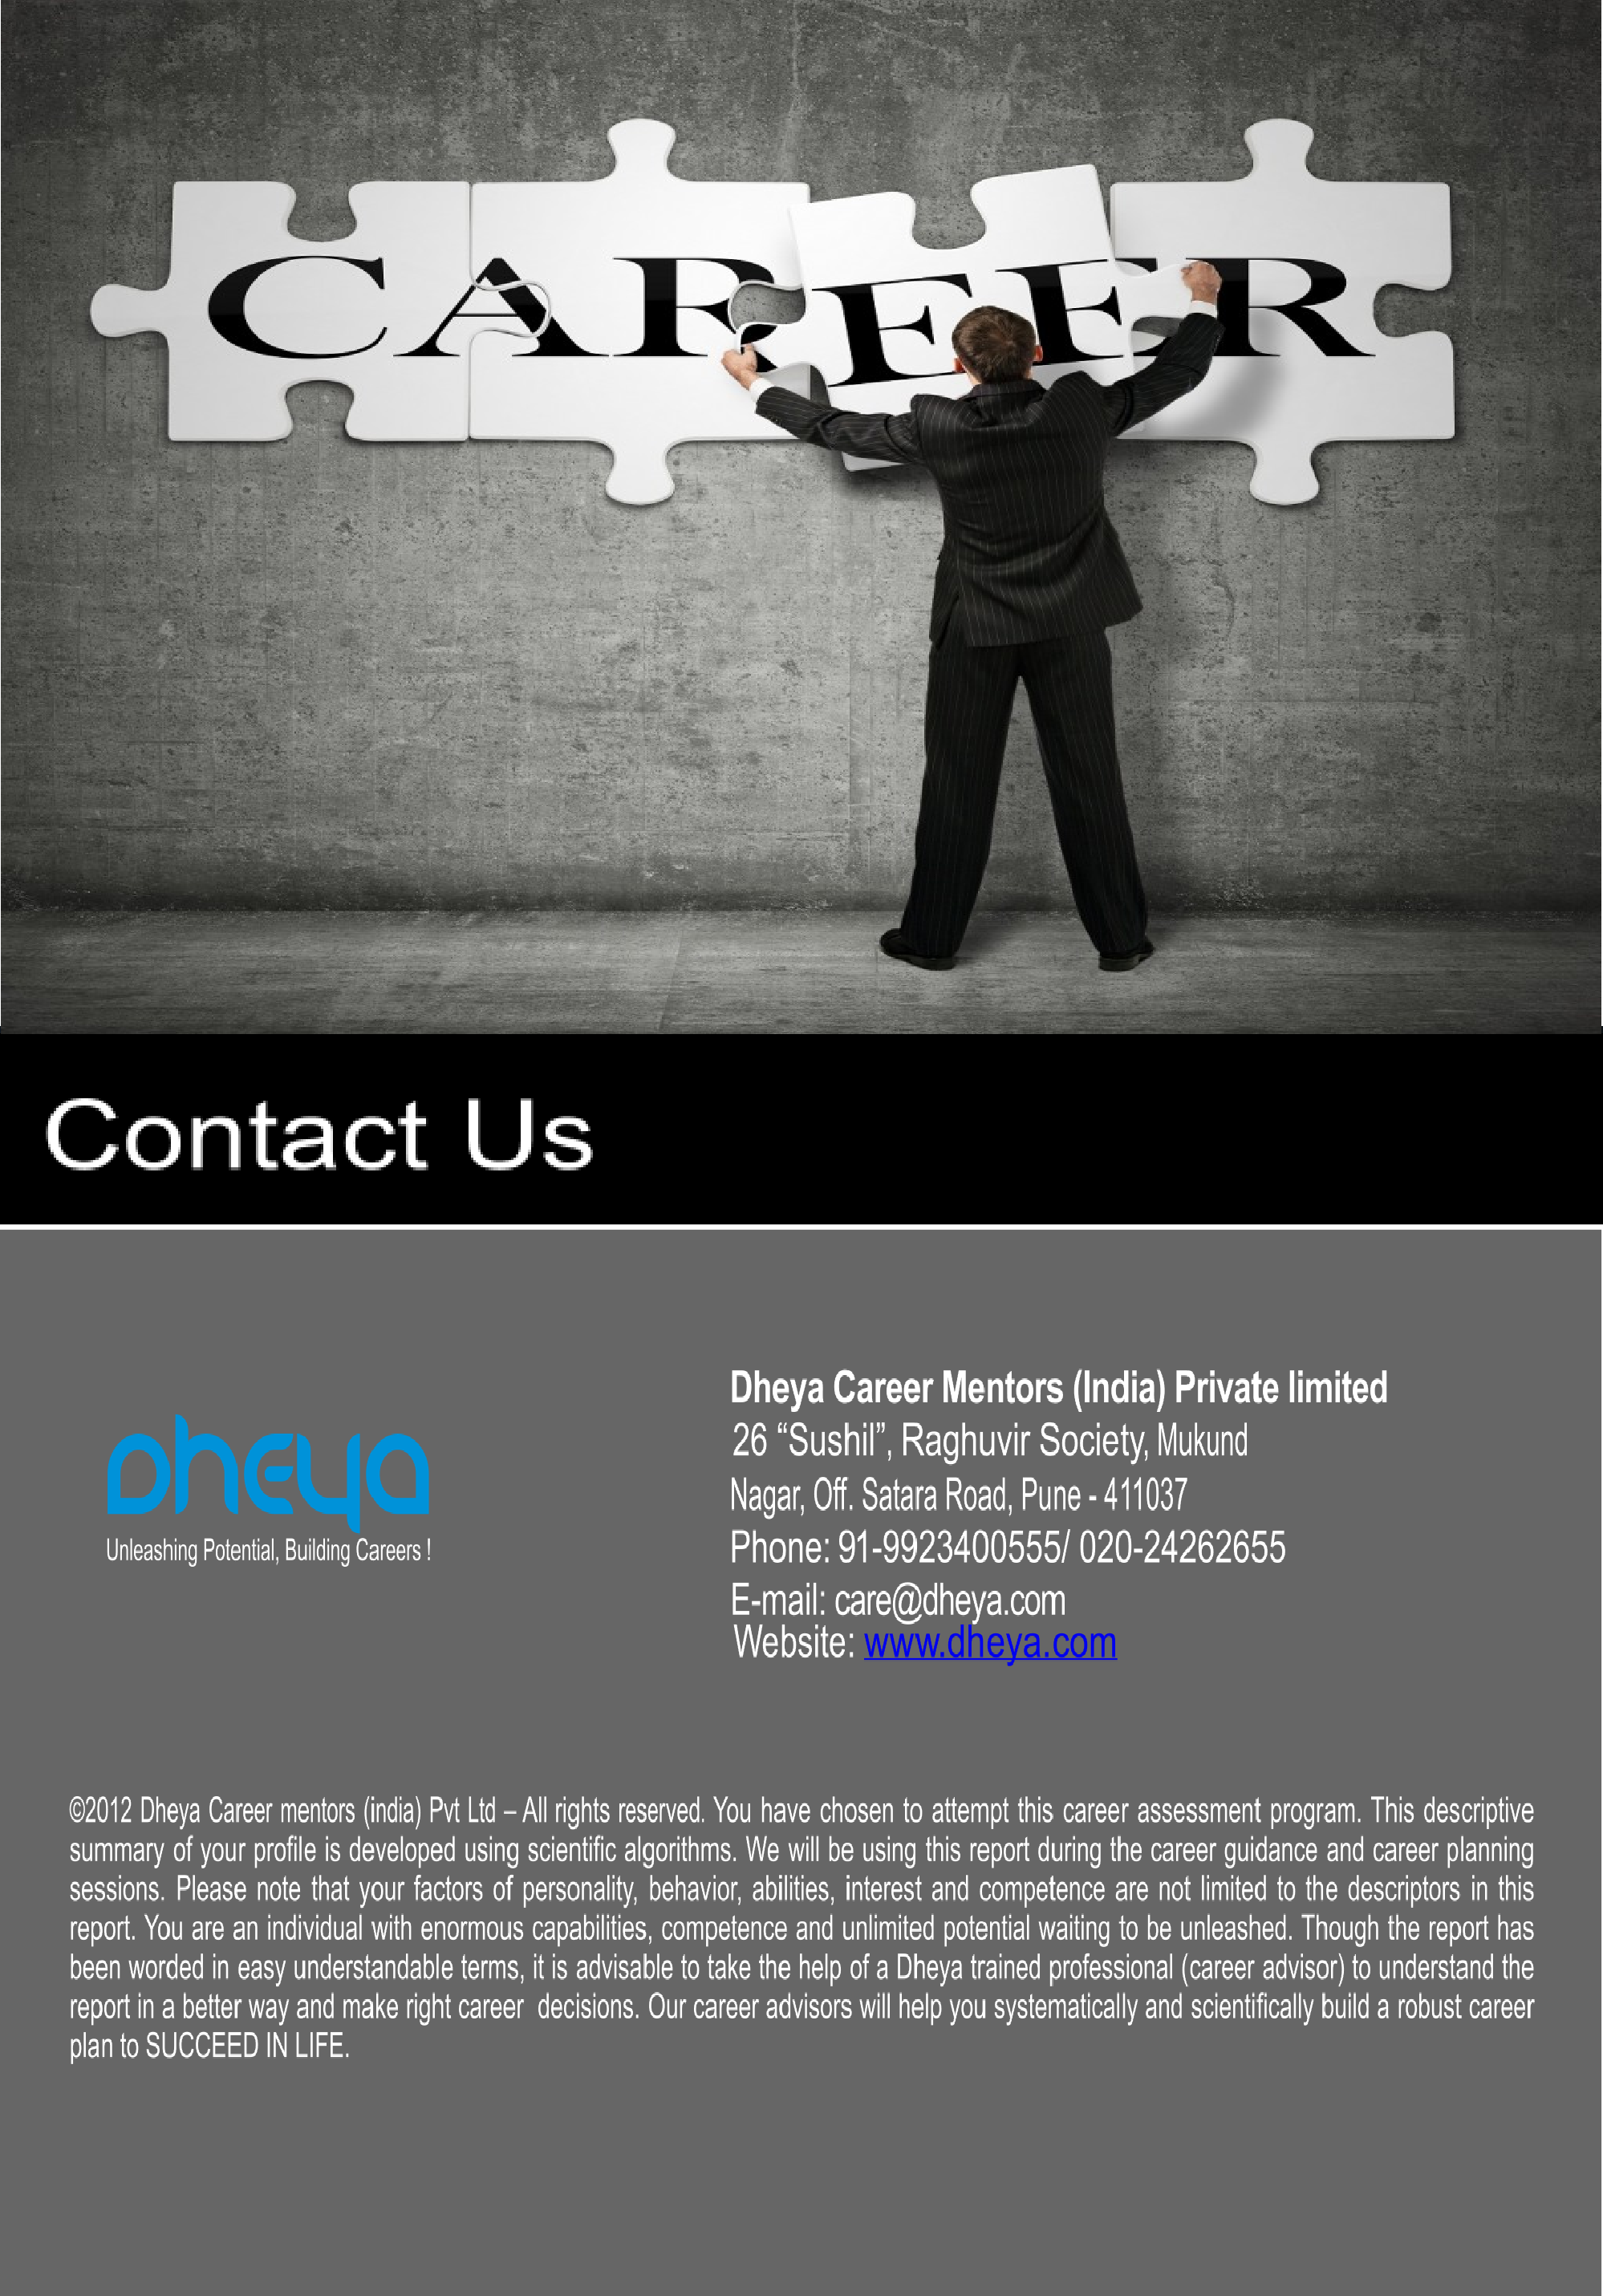 CAREER
Contact Us
Dheya
Unleashing Potential, Building Careers !
Dheya Career Mentors (India) Private limited
26 “Sushil”, Raghuvir Society, Mukund
Nagar, Off. Satara Road, Pune - 411037
Phone: 91-9923400555/ 020-24262655
E-mail: care@dheya.com
Website: www.dheya.com
©2012 Dheya Career mentors (india) Pvt Ltd – All rights reserved. You have chosen to attempt this career assessment program. This descriptive
summary of your profile is developed using scientific algorithms. We will be using this report during the career guidance and career planning
sessions. Please note that your factors of personality, behavior, abilities, interest and competence are not limited to the descriptors in this
report. You are an individual with enormous capabilities, competence and unlimited potential waiting to be unleashed. Though the report has
been worded in easy understandable terms, it is advisable to take the help of a Dheya trained professional (career advisor) to understand the
report in a better way and make right career  decisions. Our career advisors will help you systematically and scientifically build a robust career
plan to SUCCEED IN LIFE.